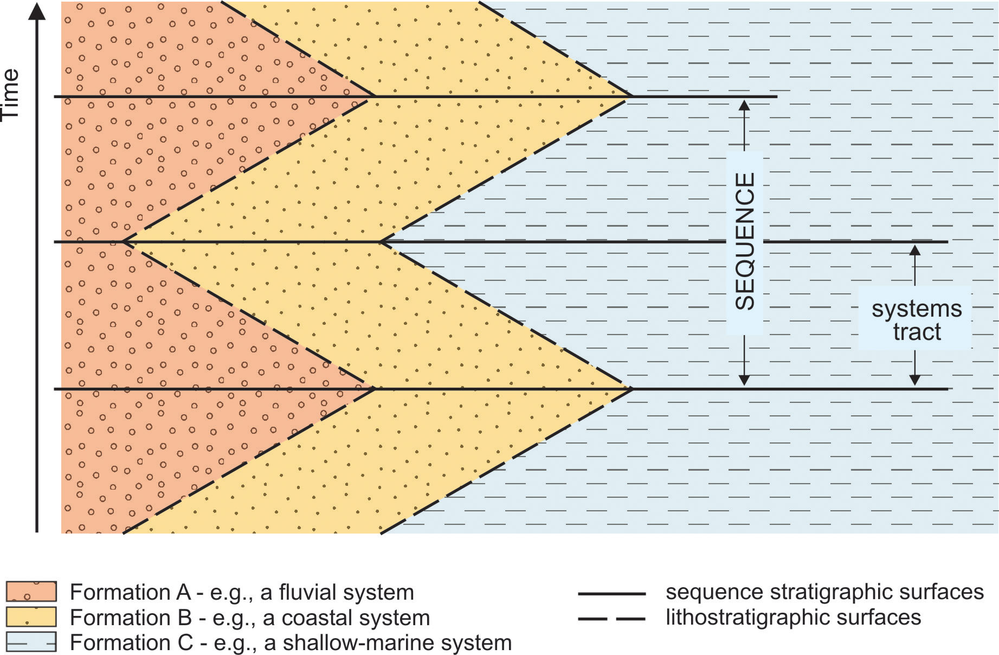 Time
SEQUENCE
systems
tract
Formation A - e.g., a fluvial system
Formation B - e.g., a coastal system
Formation C - e.g., a shallow-marine system
sequence stratigraphic surfaces
lithostratigraphic surfaces